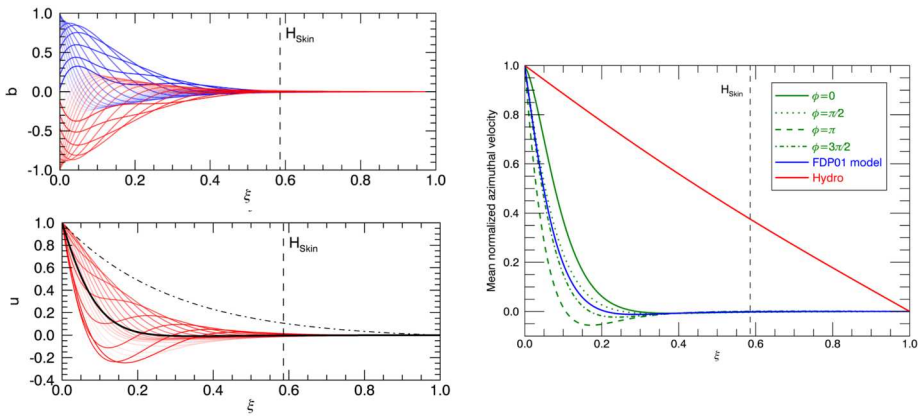 1.0
0.5
0.0
-0.5
-1.0
b
H_Skin
0.0 0.2 0.4 0.6 0.8 1.0
ξ
1.0
0.8
0.6
0.4
0.2
0.0
0.2
-0.4
u
H_Skin
0.0 0.2 0.4 0.6 0.8 1.0
ξ
Mean normalized azimuthal velocity
1.0
0.8
0.6
0.4
0.2
0.0
H_Skin
ϕ=0
ϕ=π/2
ϕ=π
ϕ=3π/2
FDP01 model
Hydro
0.0 0.2 0.4 0.6 0.8 1.0
ξ